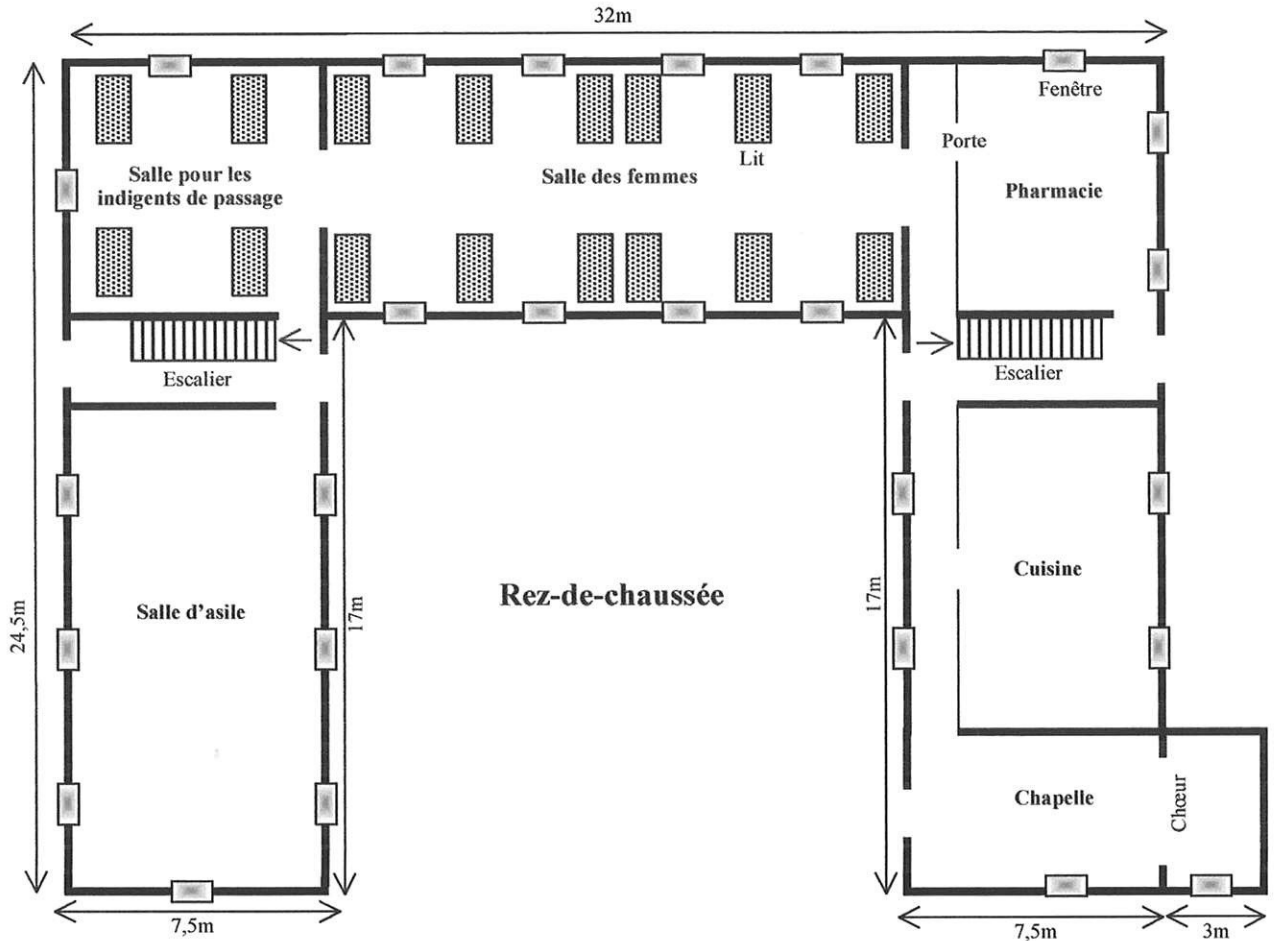 32m
Fenêtre
Porte
Lit
Salle pour les
indigents de passage
Salle des femmes
Pharmacie
Escalier
Escalier
24,5m
Salle d'asile
17m
Rez-de-chaussée
17m
Cuisine
Chapelle
Chœur
7,5m
7,5m
3m